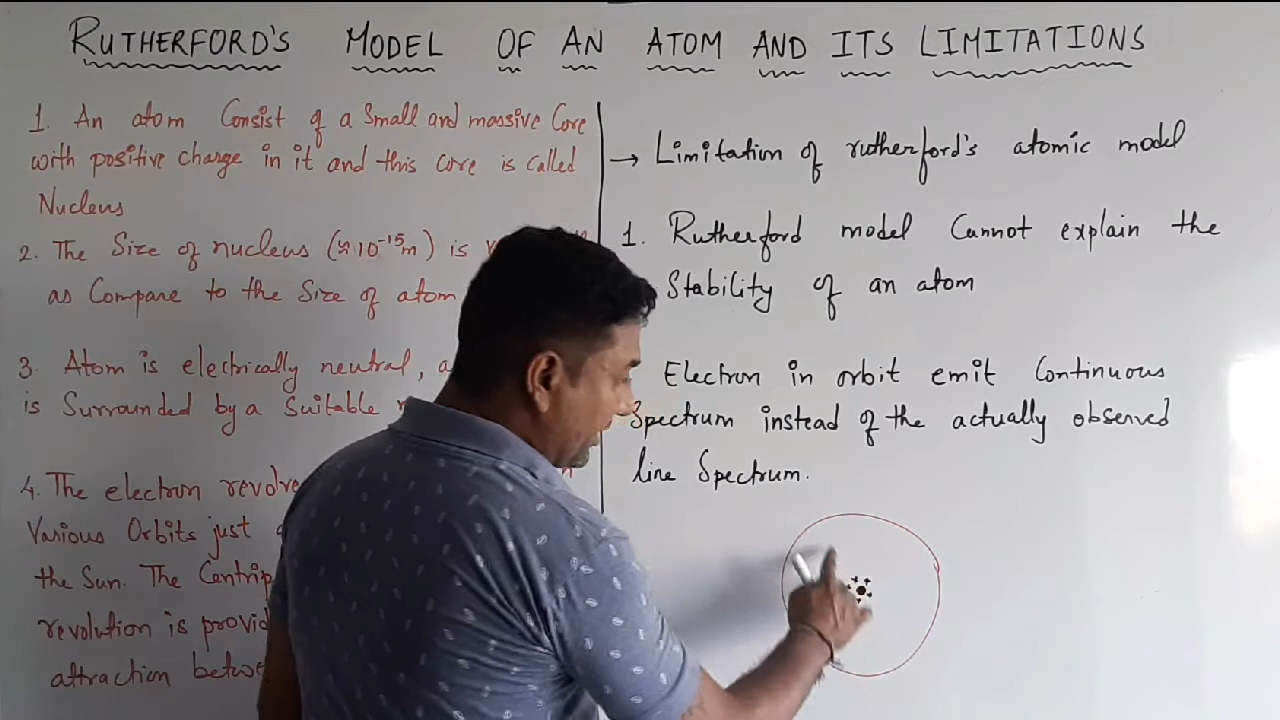 RUTHERFORD'S MODEL OF AN ATOM AND ITS LIMITATIONS
1. An atom Consist of a Small and massive Core
with positive charge in it and this core is called
Nucleus
2. The Size of nucleus (≈10⁻¹⁵m) is
as Compare to the Size of atom
3. Atom is electrically neutral,
is Surrounded by a Suitable
4. The electron
Various Orbits just
the Sun. The
revolution is
attraction
→ Limitation of rutherford's atomic model
1. Rutherford model Cannot explain the
Stability of an atom
Electron in orbit emit Continuous
Spectrum instead of the actually observed
line Spectrum.